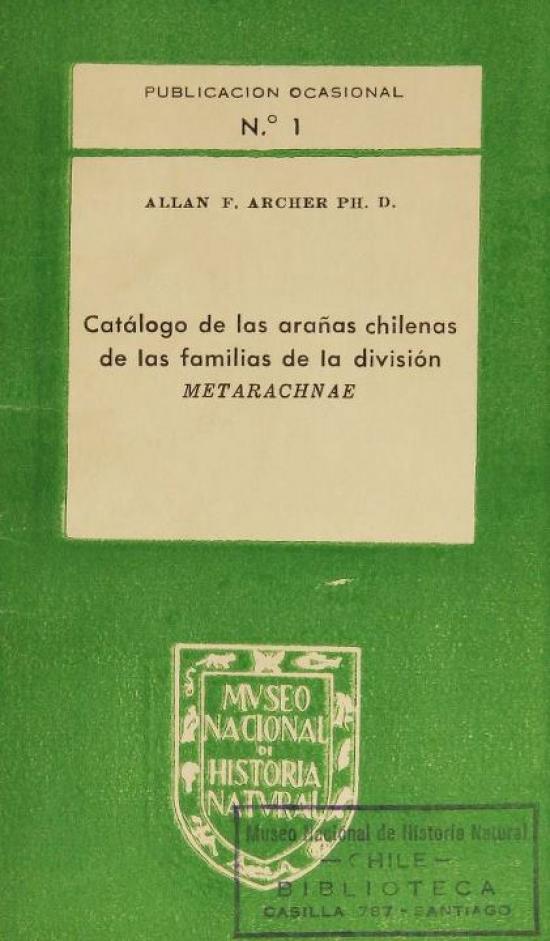 PUBLICACION OCASIONAL
N.° 1
ALLAN F. ARCHER PH. D.
Catálogo de las arañas chilenas
de las familias de la división
METARACHNAE
MVSEO
NACIONAL
DE
HISTORIA
NATVRAL
Museo Nacional de Historia Natural
— CHILE —
BIBLIOTECA
CASILLA 787 - SANTIAGO